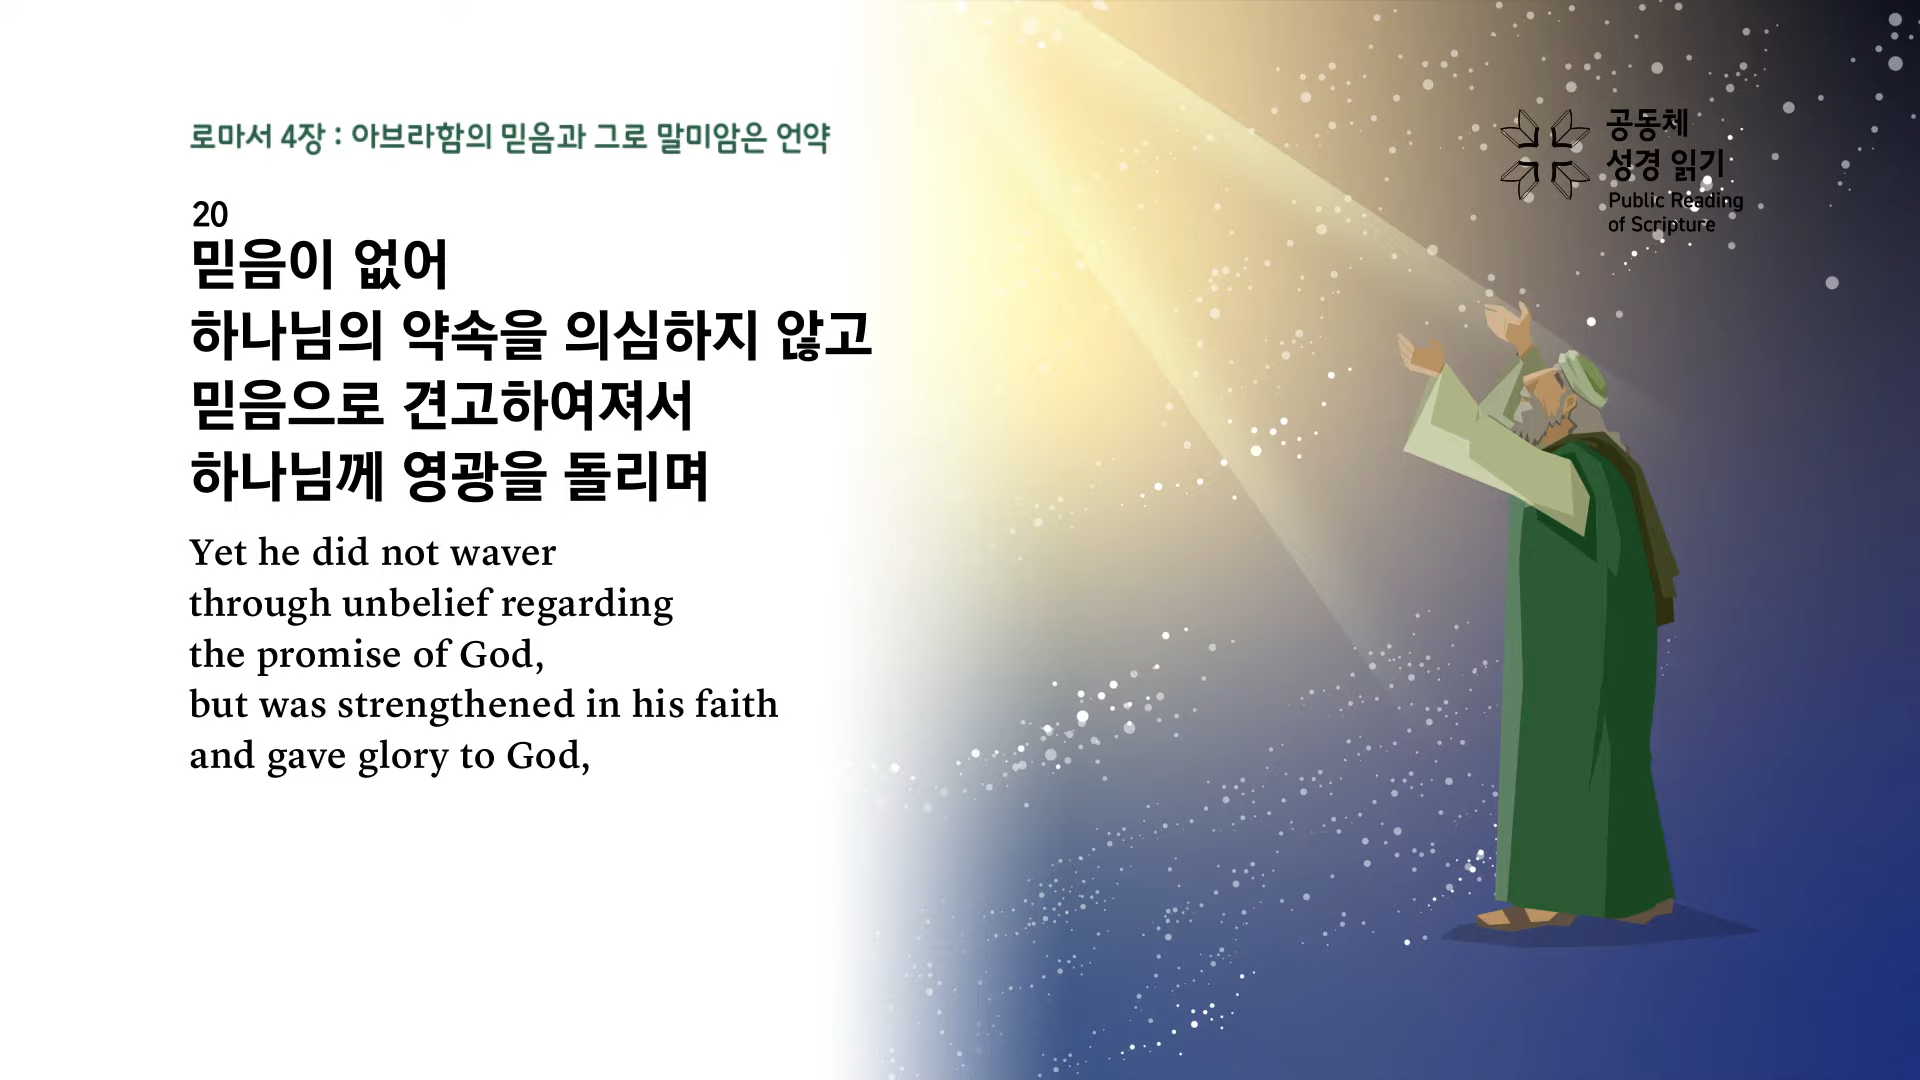 로마서 4장 : 아브라함의 믿음과 그로 말미암은 언약
20
믿음이 없어
하나님의 약속을 의심하지 않고
믿음으로 견고하여져서
하나님께 영광을 돌리며
Yet he did not waver
through unbelief regarding
the promise of God,
but was strengthened in his faith
and gave glory to God,
공동체
성경 읽기
Public Reading
of Scripture